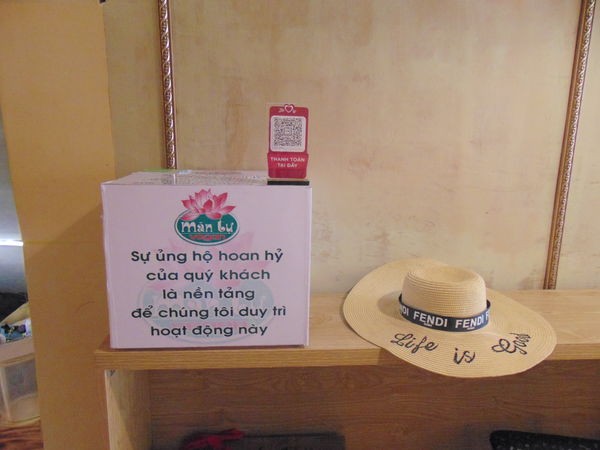 THANH TOÁN
TẠI ĐÂY
Mãn Tự
Sự ủng hộ hoan hỷ
của quý khách
là nền tảng
để chúng tôi duy trì
hoạt động này
FENDI FENDI
Life is Good